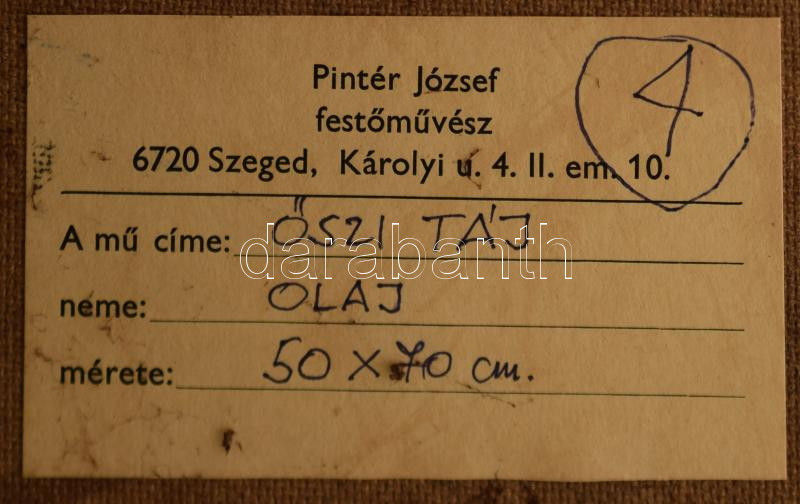 Pintér József
festőművész
6720 Szeged, Károlyi u. 4. II. em. 10.
4
A mű címe: ŐSZI TÁJ
darabanth
neme: OLAJ
mérete: 50 x 70 cm.